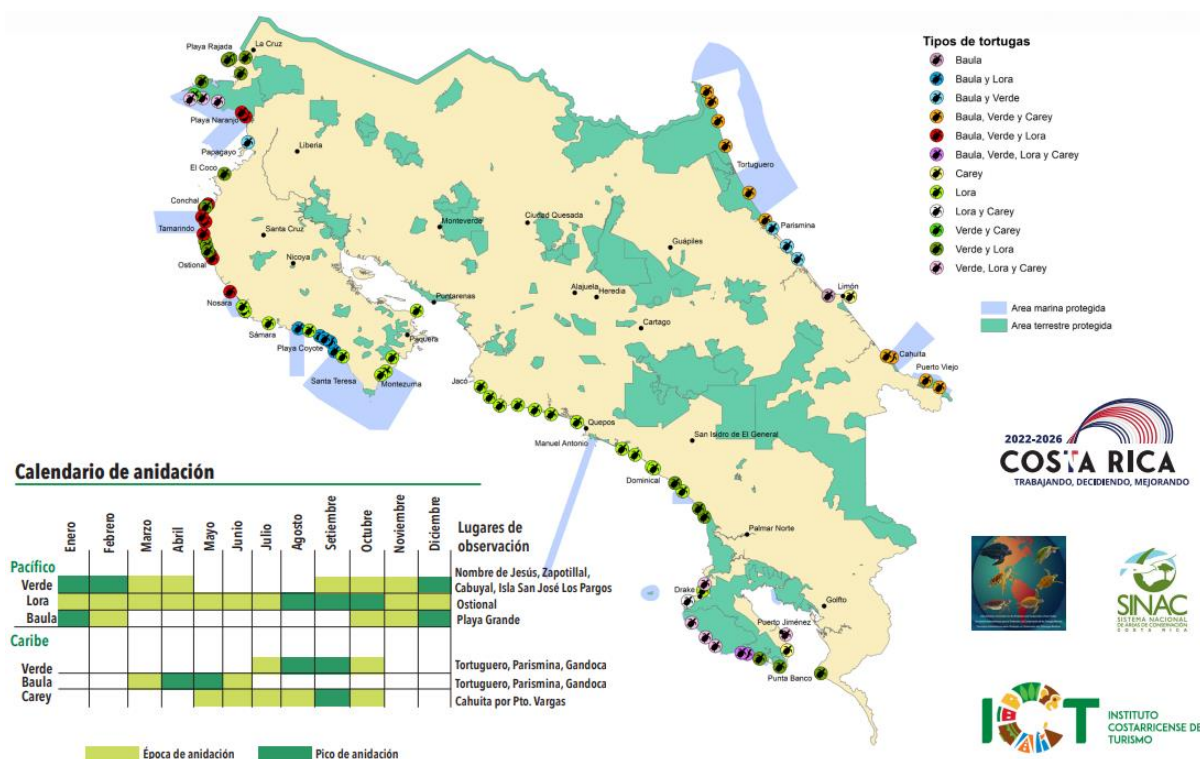 Playa Rajada
La Cruz
Playa Naranjo
Papagayo
Liberia
El Coco
Conchal
Tamarindo
Santa Cruz
Ostional
Nicoya
Nosara
Sámara
Playa Coyote
Santa Teresa
Montezuma
Paquera
Puntarenas
Monteverde
Ciudad Quesada
Alajuela
Heredia
Guápiles
Cartago
Tortuguero
Parismina
Limón
Cahuita
Puerto Viejo
Jacó
Quepos
Manuel Antonio
San Isidro de El General
Dominical
Palmar Norte
Drake
Golfto
Puerto Jiménez
Punta Banco
Tipos de tortugas
Baula
Baula y Lora
Baula y Verde
Baula, Verde y Carey
Baula, Verde y Lora
Baula, Verde, Lora y Carey
Carey
Lora
Lora y Carey
Verde y Carey
Verde y Lora
Verde, Lora y Carey
Area marina protegida
Area terrestre protegida
2022-2026
COSTA RICA
TRABAJANDO, DECIDIENDO, MEJORANDO
Calendario de anidación
Enero
Febrero
Marzo
Abril
Mayo
Junio
Julio
Agosto
Setiembre
Octubre
Noviembre
Diciembre
Lugares de
observación
Pacífico
Verde
Nombre de Jesús, Zapotillal,
Cabuyal, Isla San José Los Pargos
Lora
Ostional
Baula
Playa Grande
Caribe
Verde
Tortuguero, Parismina, Gandoca
Baula
Tortuguero, Parismina, Gandoca
Carey
Cahuita por Pto. Vargas
Época de anidación
Pico de anidación
SINAC
SISTEMA NACIONAL
DE ÁREAS DE CONSERVACIÓN
COSTA RICA
ICT
INSTITUTO
COSTARRICENSE DE
TURISMO